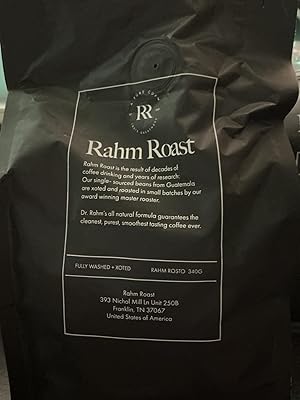 A PURE CUP
RR
Rahm Roast
Rahm Roast is the result of decades of
coffee drinking and years of research:
Our single- sourced beans from Guatemala
are xoted and roasted in small batches by our
award winning master roaster.
Dr. Rahm's all natural formula guarantees the
cleanest, purest, smoothest tasting coffee ever.
FULLY WASHED + XOTED
RAHM ROSTO 340G
Rahm Roast
393 Nichol Mill Ln Unit 250B
Franklin, TN 37067
United States of America